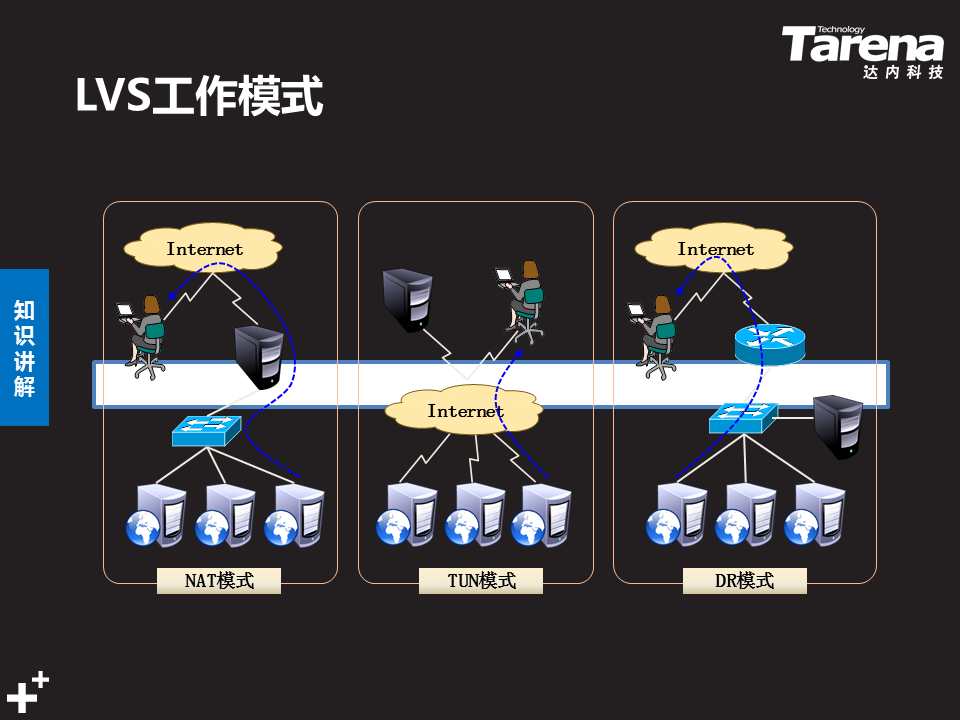 Technology
Tarena
达内科技
LVS工作模式
知识讲解
Internet
Internet
Internet
NAT模式
TUN模式
DR模式